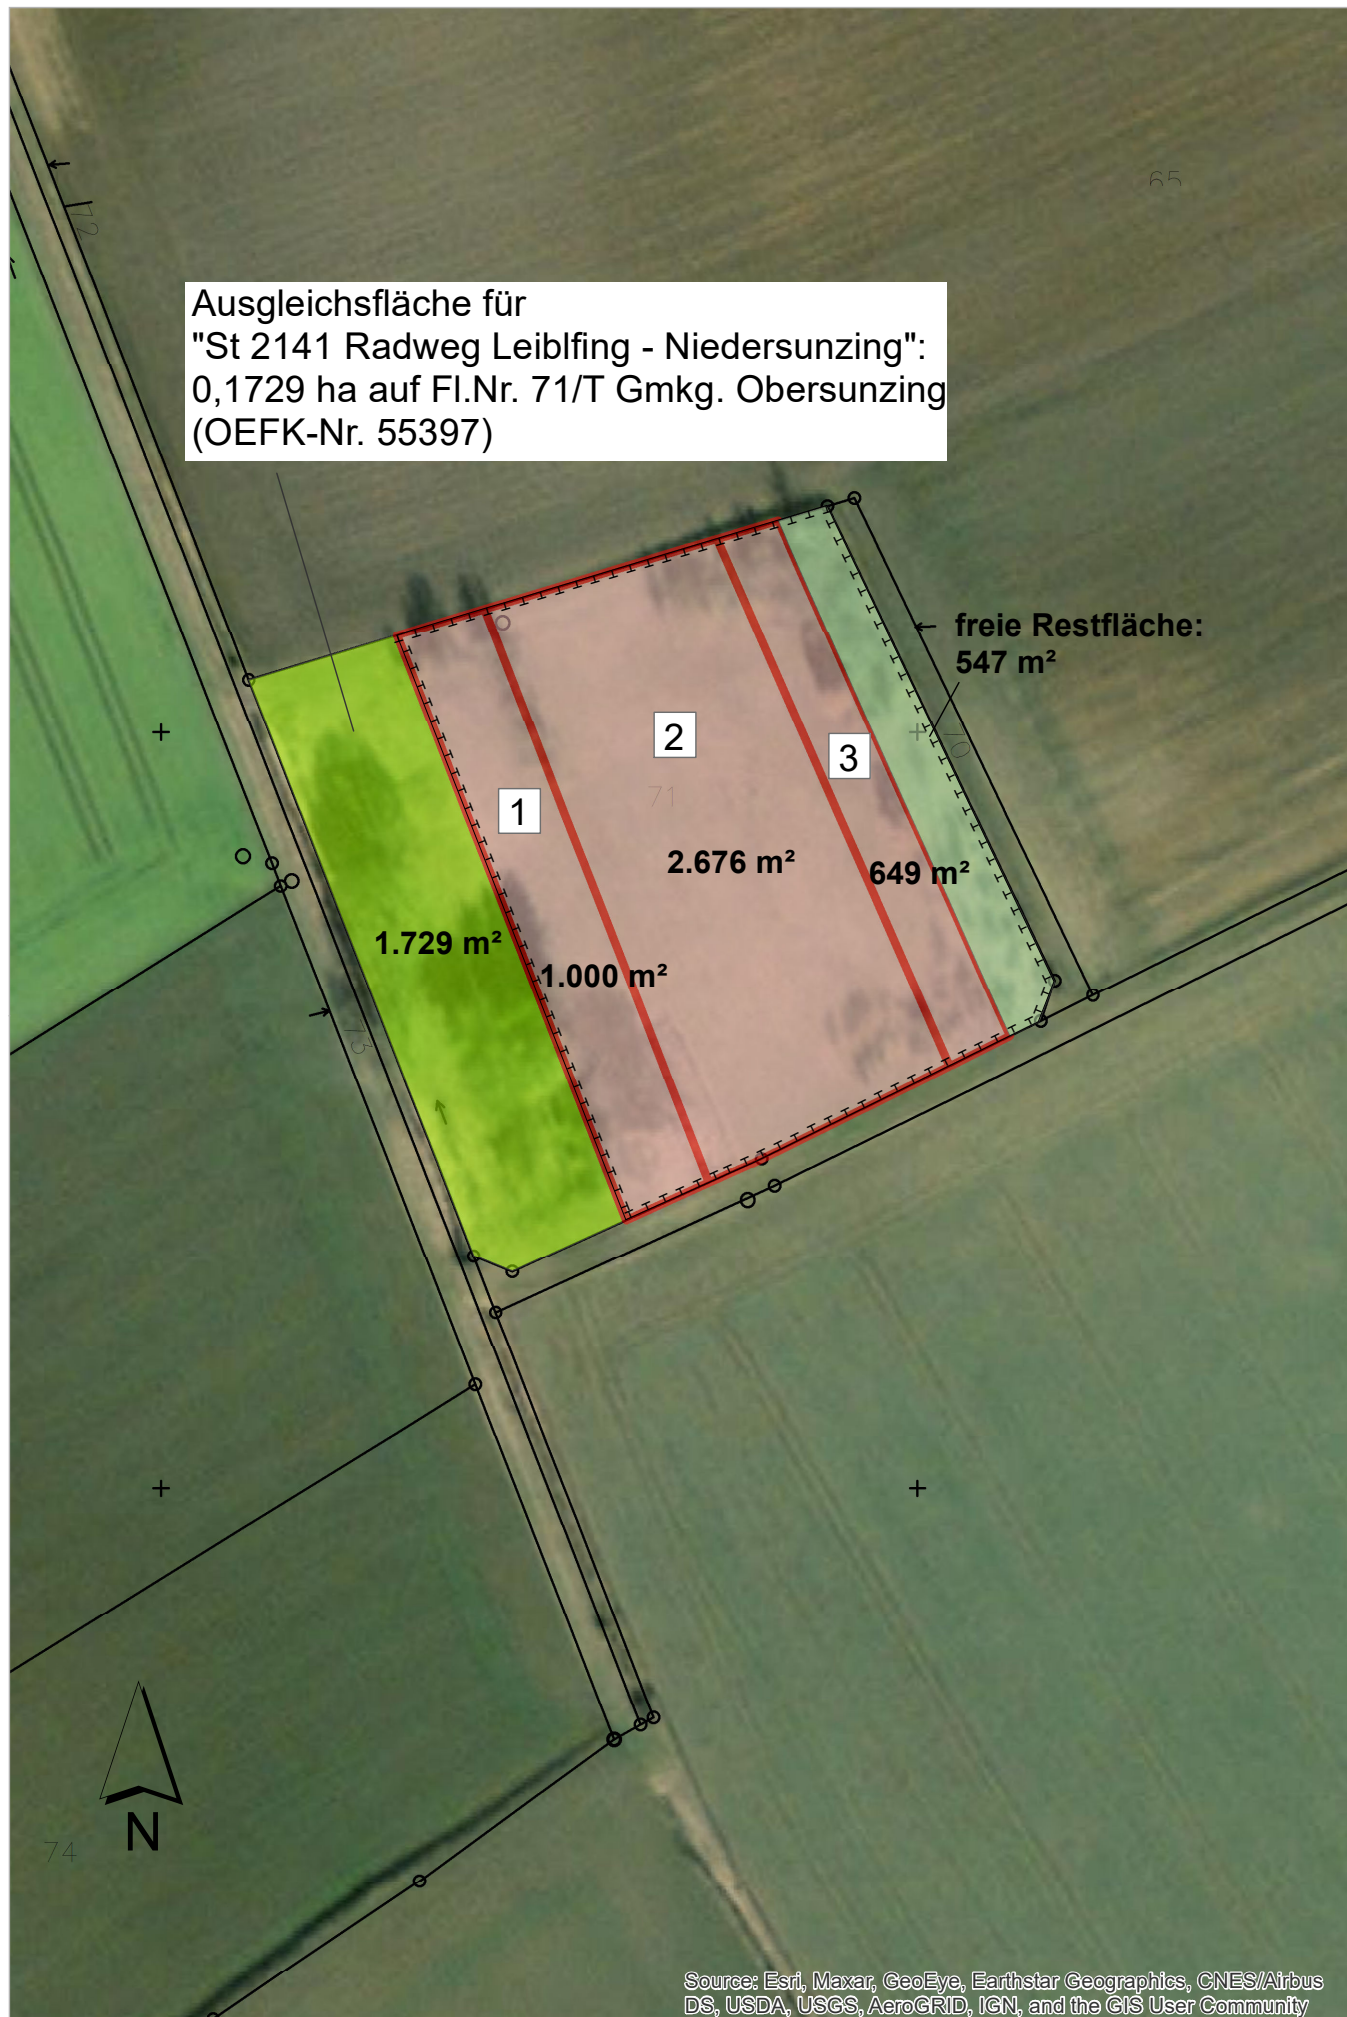 65
72
Ausgleichsfläche für
"St 2141 Radweg Leiblfing - Niedersunzing":
0,1729 ha auf Fl.Nr. 71/T Gmkg. Obersunzing
(OEFK-Nr. 55397)
freie Restfläche:
547 m²
70
2
3
1
71
2.676 m²
649 m²
1.729 m²
1.000 m²
73
N
74
Source: Esri, Maxar, GeoEye, Earthstar Geographics, CNES/Airbus
DS, USDA, USGS, AeroGRID, IGN, and the GIS User Community